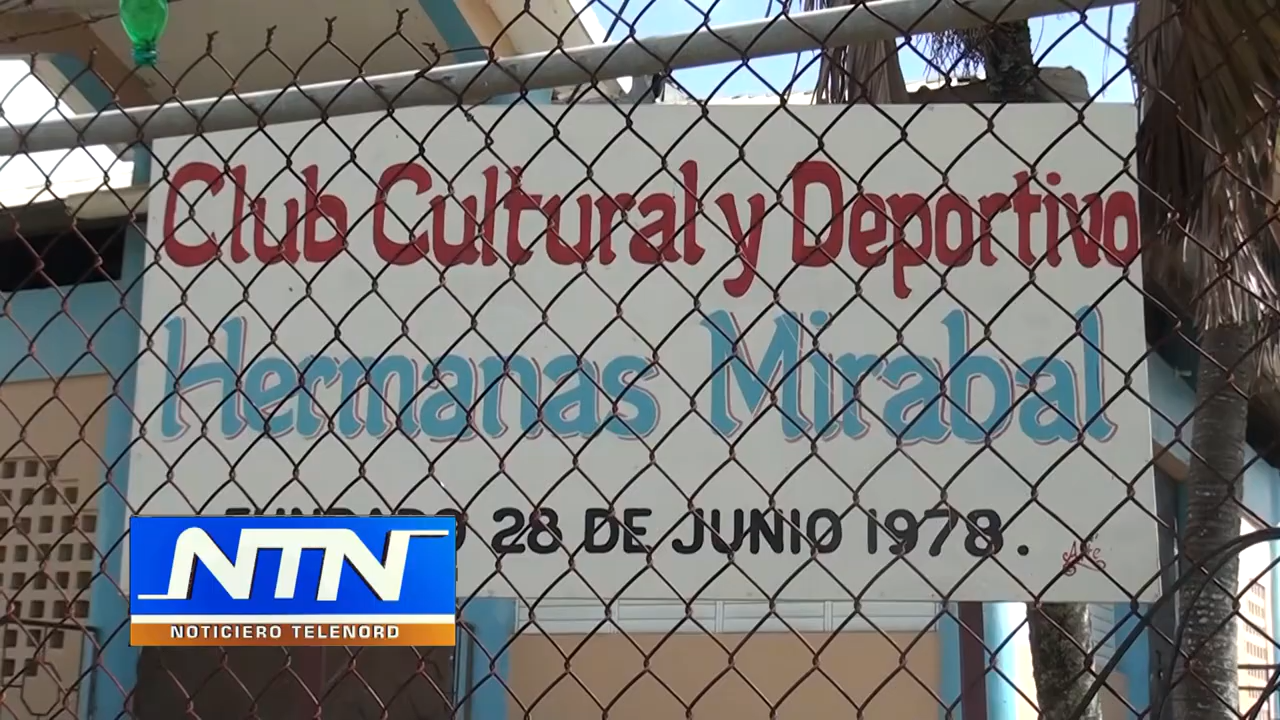 Club Cultural y Deportivo
Hermanas Mirabal
28 DE JUNIO 1978.
NTN
NOTICIERO TELENORD